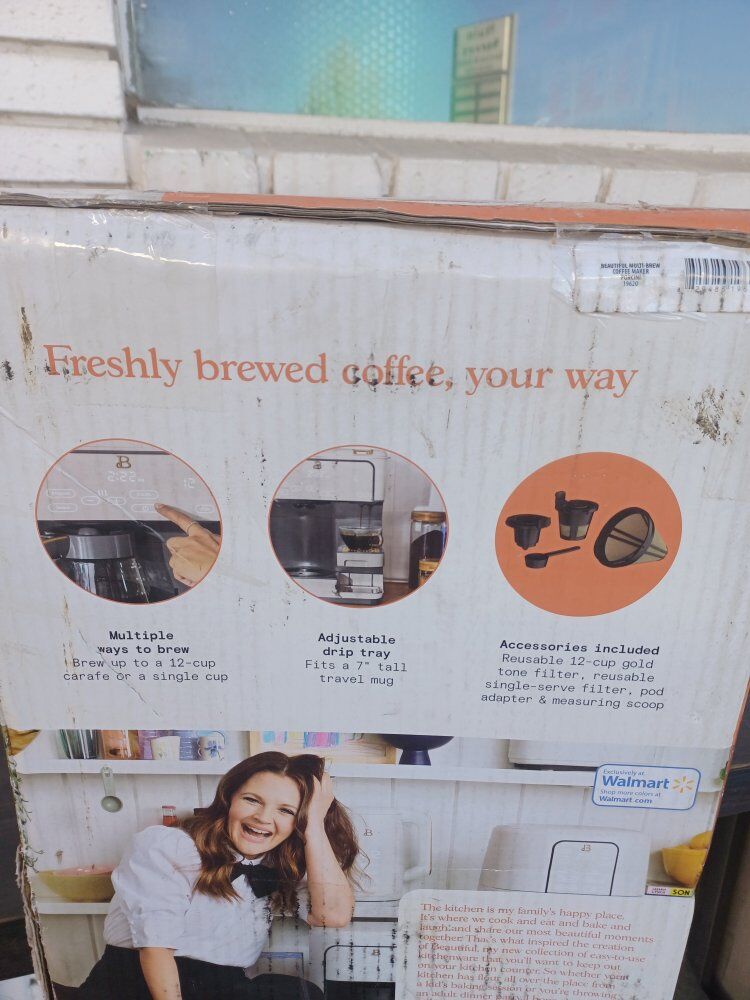 BEAUTIFUL MULTI-BREW
COFFEE MAKER
PORCINI
19620
Freshly brewed coffee, your way
B
2:22
12
Multiple
ways to brew
Brew up to a 12-cup
carafe or a single cup
Adjustable
drip tray
Fits a 7" tall
travel mug
Accessories included
Reusable 12-cup gold
tone filter, reusable
single-serve filter, pod
adapter & measuring scoop
Exclusively at
Walmart
Shop more colors at
Walmart.com
B
B
SON
The kitchen is my family's happy place.
It's where we cook and eat and bake and
laugh and share our most beautiful moments
together. That's what inspired the creation
of Beautiful, my new collection of easy-to-use
kitchenware that you'll want to keep out
on your kitchen counter. So whether your
kitchen has flour all over the place from
a kid's baking session or you're throwing
an adult dinner